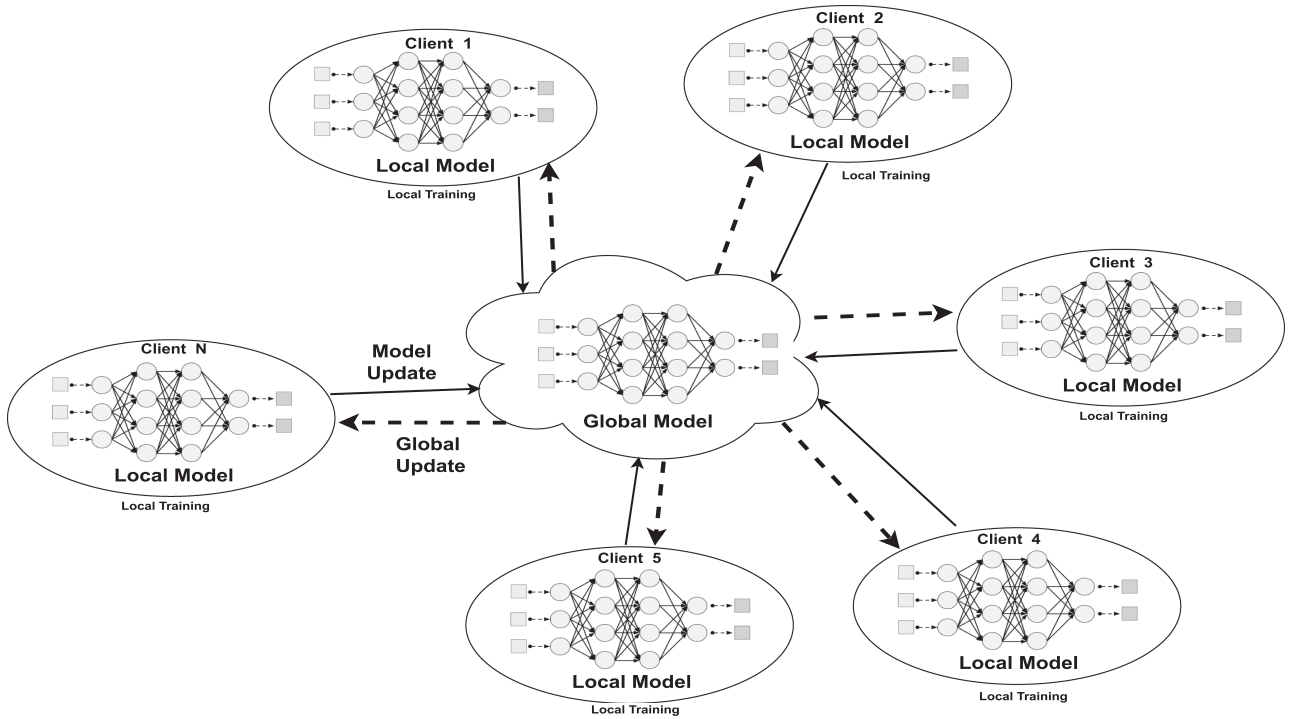 Client 1
Local Model
Local Training
Client 2
Local Model
Local Training
Client 3
Local Model
Local Training
Client N
Local Model
Local Training
Model
Update
Global
Update
Global Model
Client 4
Local Model
Local Training
Client 5
Local Model
Local Training